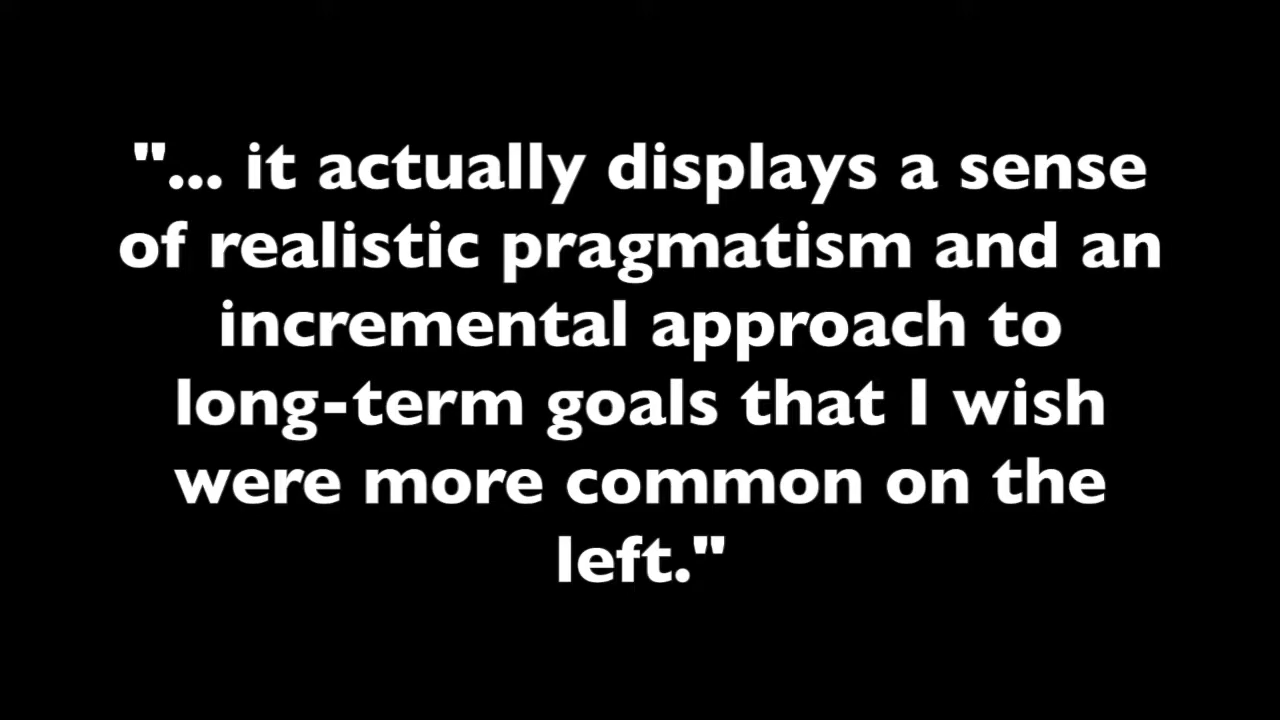 "... it actually displays a sense
of realistic pragmatism and an
incremental approach to
long-term goals that I wish
were more common on the
left."